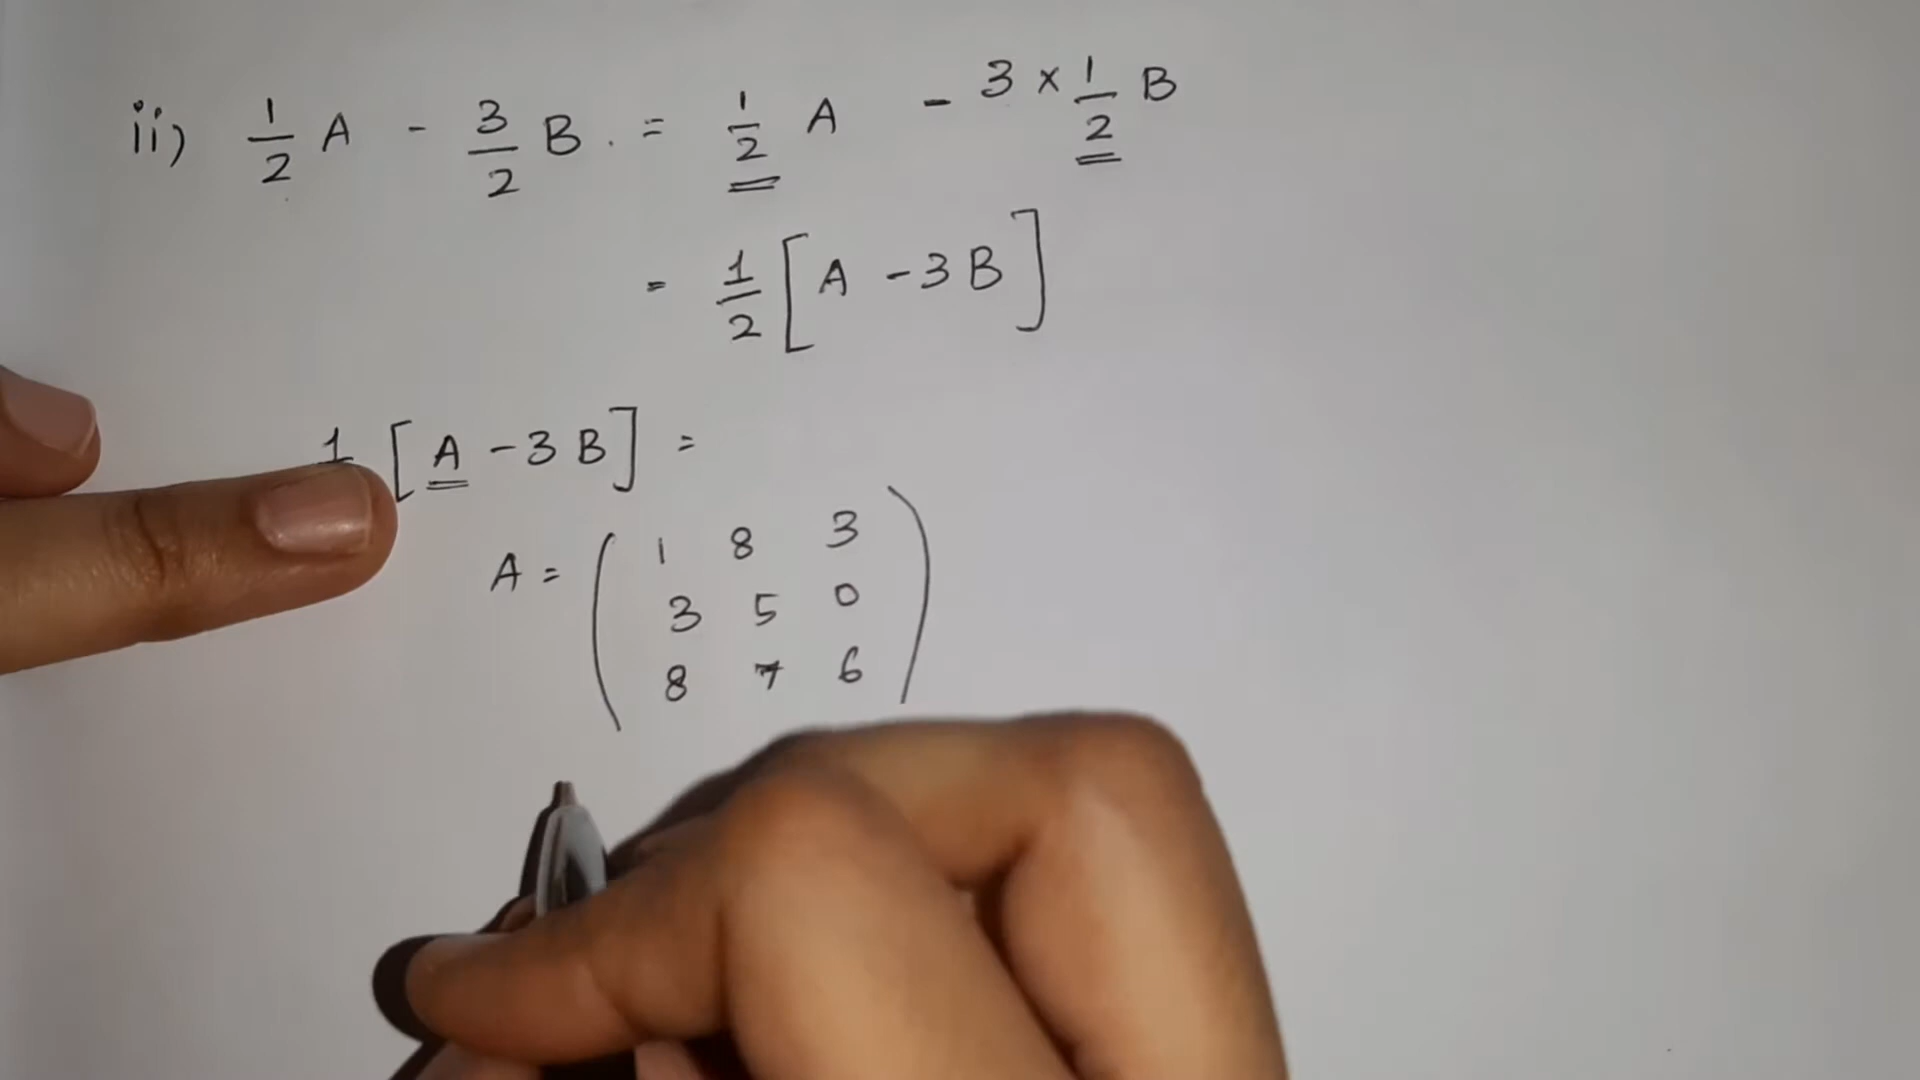 ii) 1/2 A - 3/2 B . = 1/2 A - 3 × 1/2 B
= 1/2 [A - 3B]
1 [A - 3B] =
A = ( 1 8 3
3 5 0
8 7 6 )